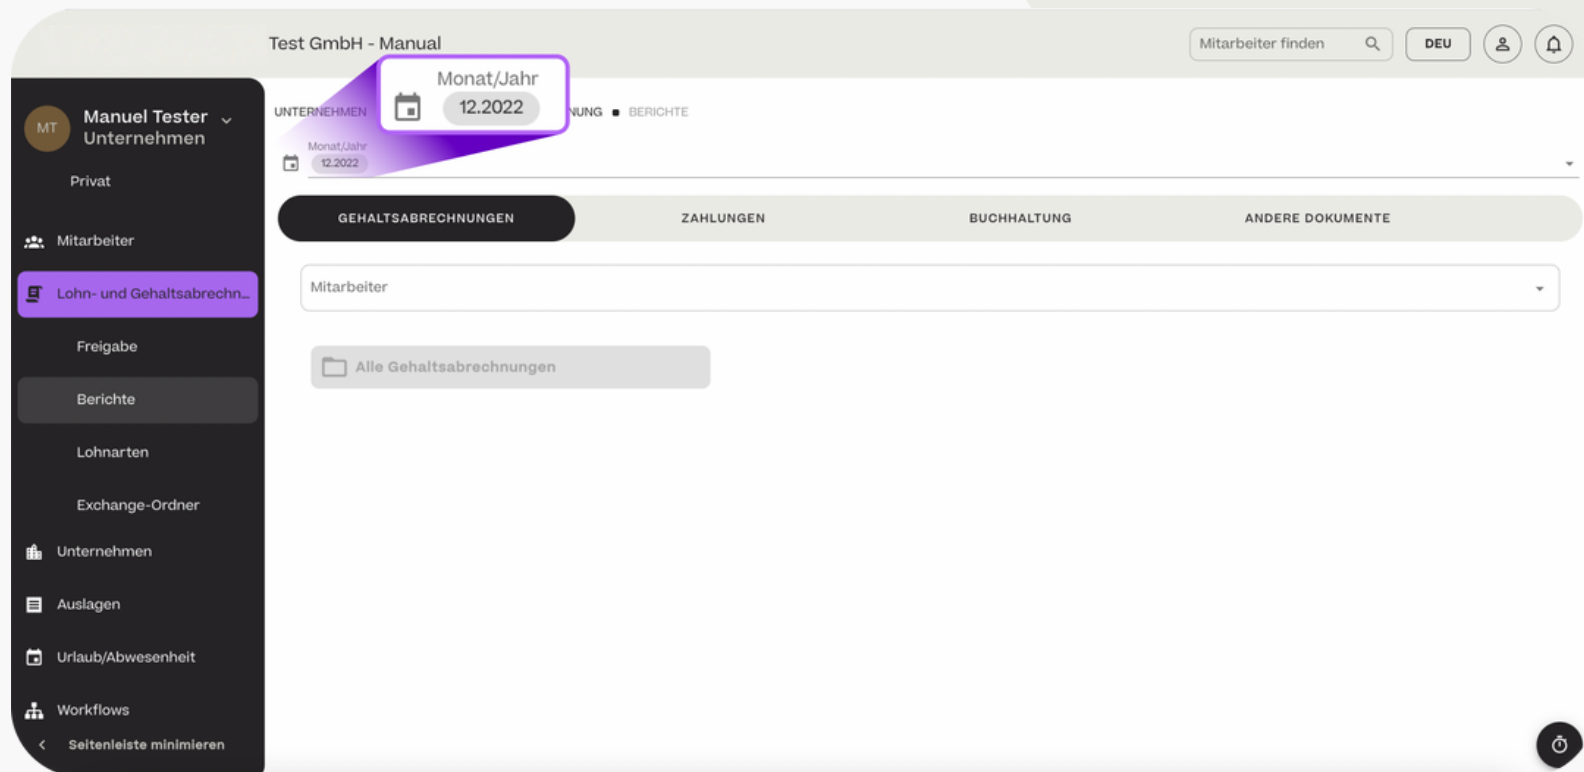 Test GmbH - Manual
Mitarbeiter finden
DEU
Monat/Jahr
12.2022
MT
Manuel Tester
Unternehmen
Privat
Mitarbeiter
Lohn- und Gehaltsabrechn...
Freigabe
Berichte
Lohnarten
Exchange-Ordner
Unternehmen
Auslagen
Urlaub/Abwesenheit
Workflows
Seitenleiste minimieren
UNTERNEHMEN NUNG ■ BERICHTE
Monat/Jahr
12.2022
GEHALTSABRECHNUNGEN ZAHLUNGEN BUCHHALTUNG ANDERE DOKUMENTE
Mitarbeiter
Alle Gehaltsabrechnungen